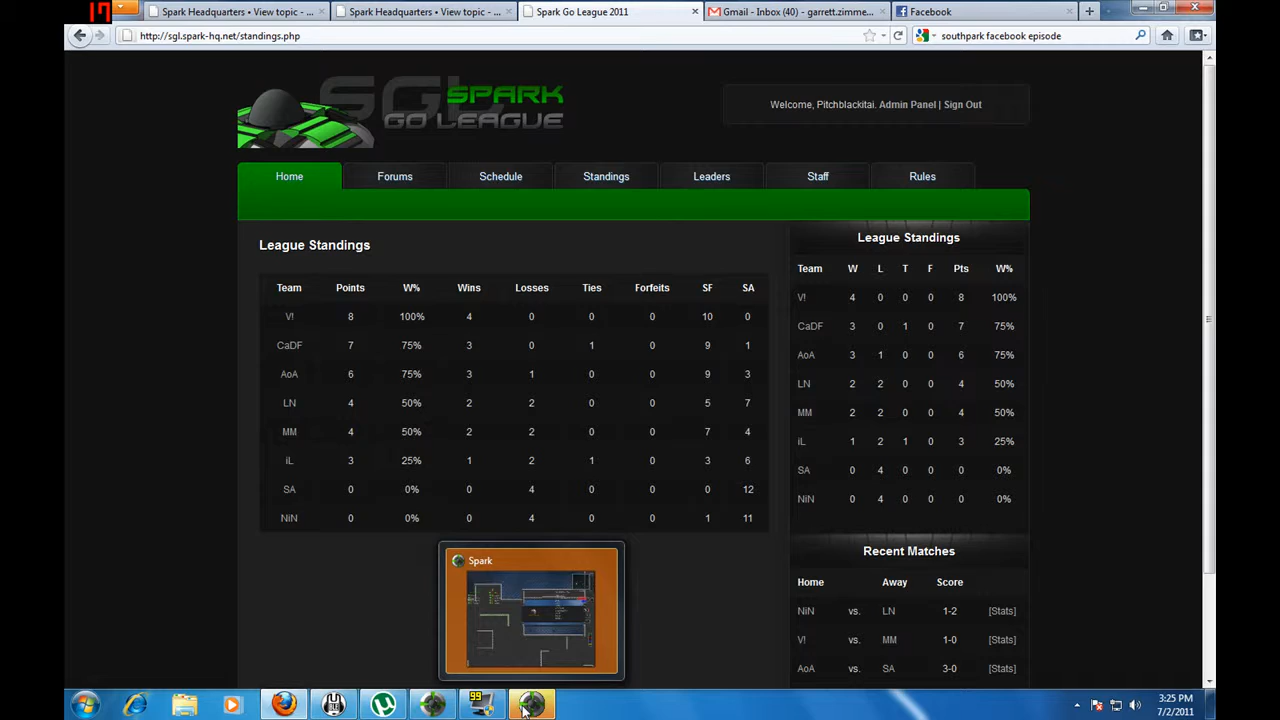 17
Spark Headquarters • View topic - ...
Spark Headquarters • View topic - ...
Spark Go League 2011
Gmail - Inbox (40) - garrett.zimme...
Facebook
http://sgl.spark-hq.net/standings.php
southpark facebook episode
SGL SPARK
GO LEAGUE
Welcome, Pitchblackitai. Admin Panel | Sign Out
Home Forums Schedule Standings Leaders Staff Rules
League Standings
Team Points W% Wins Losses Ties Forfeits SF SA
V! 8 100% 4 0 0 0 10 0
CaDF 7 75% 3 0 1 0 9 1
AoA 6 75% 3 1 0 0 9 3
LN 4 50% 2 2 0 0 5 7
MM 4 50% 2 2 0 0 7 4
iL 3 25% 1 2 1 0 3 6
SA 0 0% 0 4 0 0 0 12
NiN 0 0% 0 4 0 0 1 11
League Standings
Team W L T F Pts W%
V! 4 0 0 0 8 100%
CaDF 3 0 1 0 7 75%
AoA 3 1 0 0 6 75%
LN 2 2 0 0 4 50%
MM 2 2 0 0 4 50%
iL 1 2 1 0 3 25%
SA 0 4 0 0 0 0%
NiN 0 4 0 0 0 0%
Recent Matches
Home Away Score
NiN vs. LN 1-2 [Stats]
V! vs. MM 1-0 [Stats]
AoA vs. SA 3-0 [Stats]
Spark
99
3:25 PM
7/2/2011